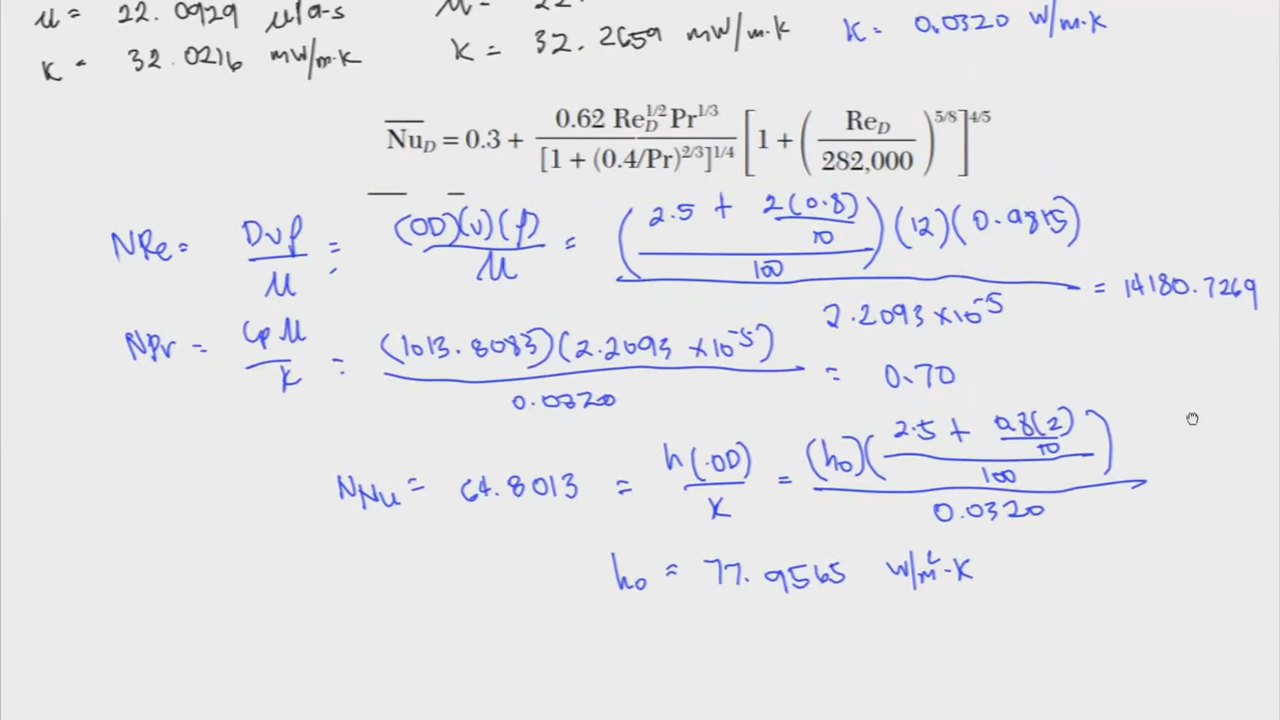 μ = 22.0929 μPa-s μ = 22.
K = 32.0216 mW/m·K K = 32.2659 mW/m·K K = 0.0320 W/m·K
Nu_D = 0.3 + 0.62 Re_D^1/2 Pr^1/3 / [1 + (0.4/Pr)^2/3]^1/4 [1 + (Re_D / 282,000)^5/8]^4/5
NRe = Dvρ / μ = (OD)(v)(ρ) / μ = ((2.5 + 2(0.8)/10) / 100)(12)(0.9815) / 2.2093 × 10^-5 = 14180.7269
NPr = Cp μ / K = (1013.8083)(2.2093 × 10^-5) / 0.0320 = 0.70
NNu = 64.8013 = h(OD) / K = (ho)((2.5 + 0.8(2)/10) / 100) / 0.0320
ho = 77.9565 W/m²·K